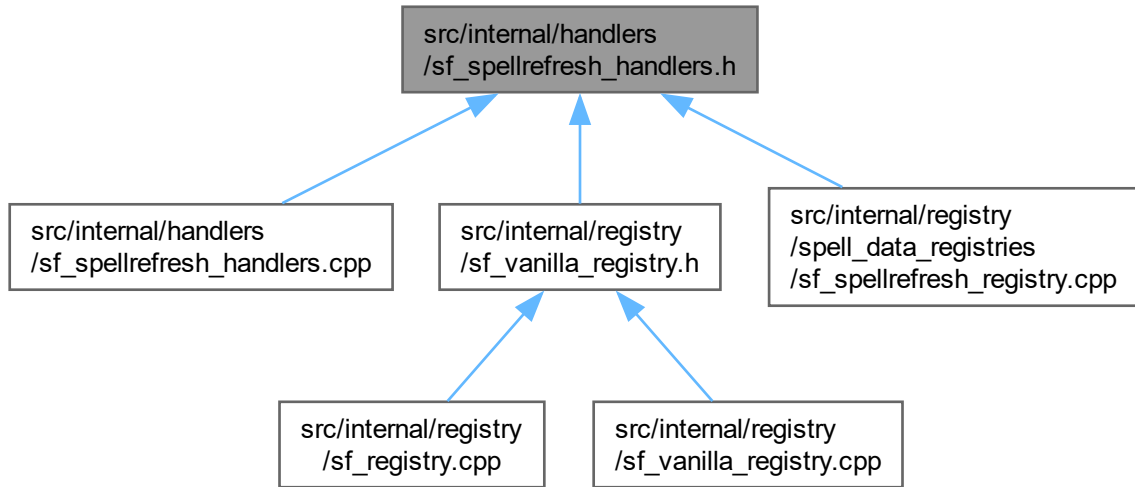 src/internal/handlers
/sf_spellrefresh_handlers.h
src/internal/handlers
/sf_spellrefresh_handlers.cpp
src/internal/registry
/sf_vanilla_registry.h
src/internal/registry
/spell_data_registries
/sf_spellrefresh_registry.cpp
src/internal/registry
/sf_registry.cpp
src/internal/registry
/sf_vanilla_registry.cpp